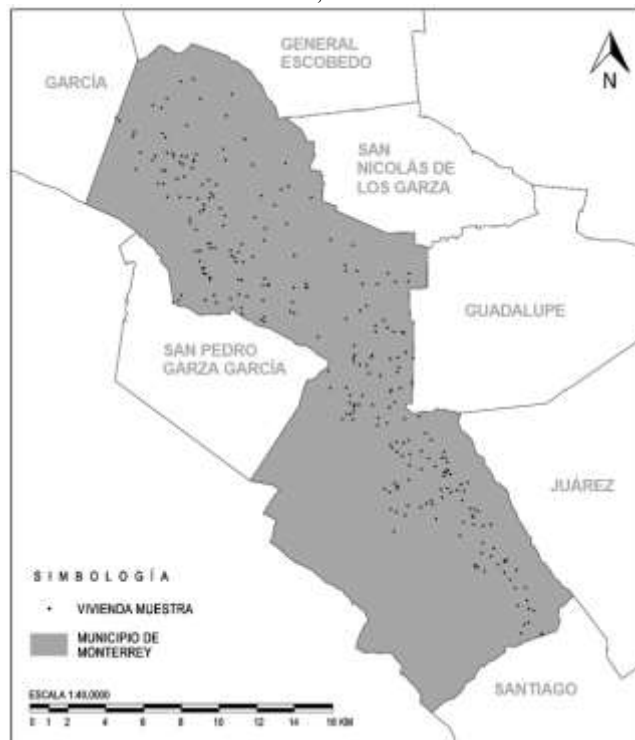 GENERAL
ESCOBEDO
GARCÍA
N
SAN
NICOLÁS DE
LOS GARZA
GUADALUPE
SAN PEDRO
GARZA GARCÍA
JUÁREZ
SIMBOLOGÍA
VIVIENDA MUESTRA
MUNICIPIO DE
MONTERREY
ESCALA 1:40,0000
0 1 2 4 6 8 10 12 14 16 KM
SANTIAGO